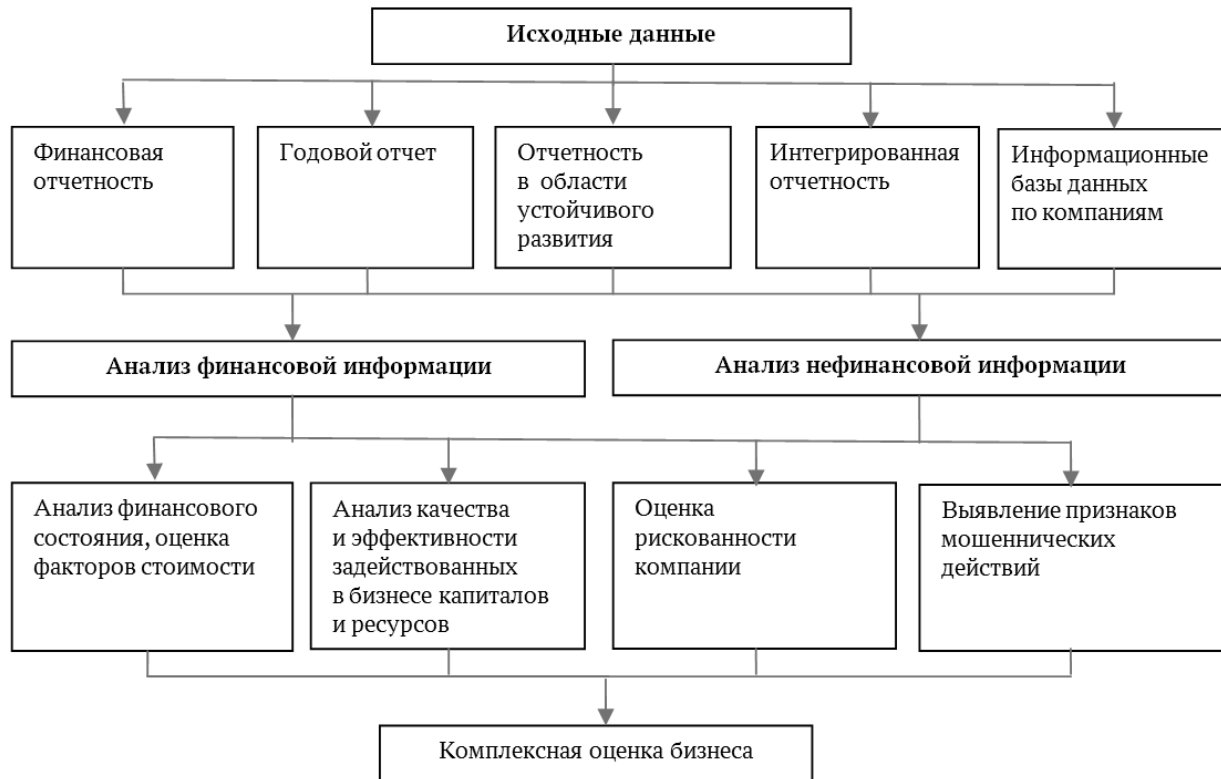 Исходные данные
Финансовая
отчетность
Годовой отчет
Отчетность
в области
устойчивого
развития
Интегрированная
отчетность
Информационные
базы данных
по компаниям
Анализ финансовой информации
Анализ нефинансовой информации
Анализ финансового
состояния, оценка
факторов стоимости
Анализ качества
и эффективности
задействованных
в бизнесе капиталов
и ресурсов
Оценка
рискованности
компании
Выявление признаков
мошеннических
действий
Комплексная оценка бизнеса